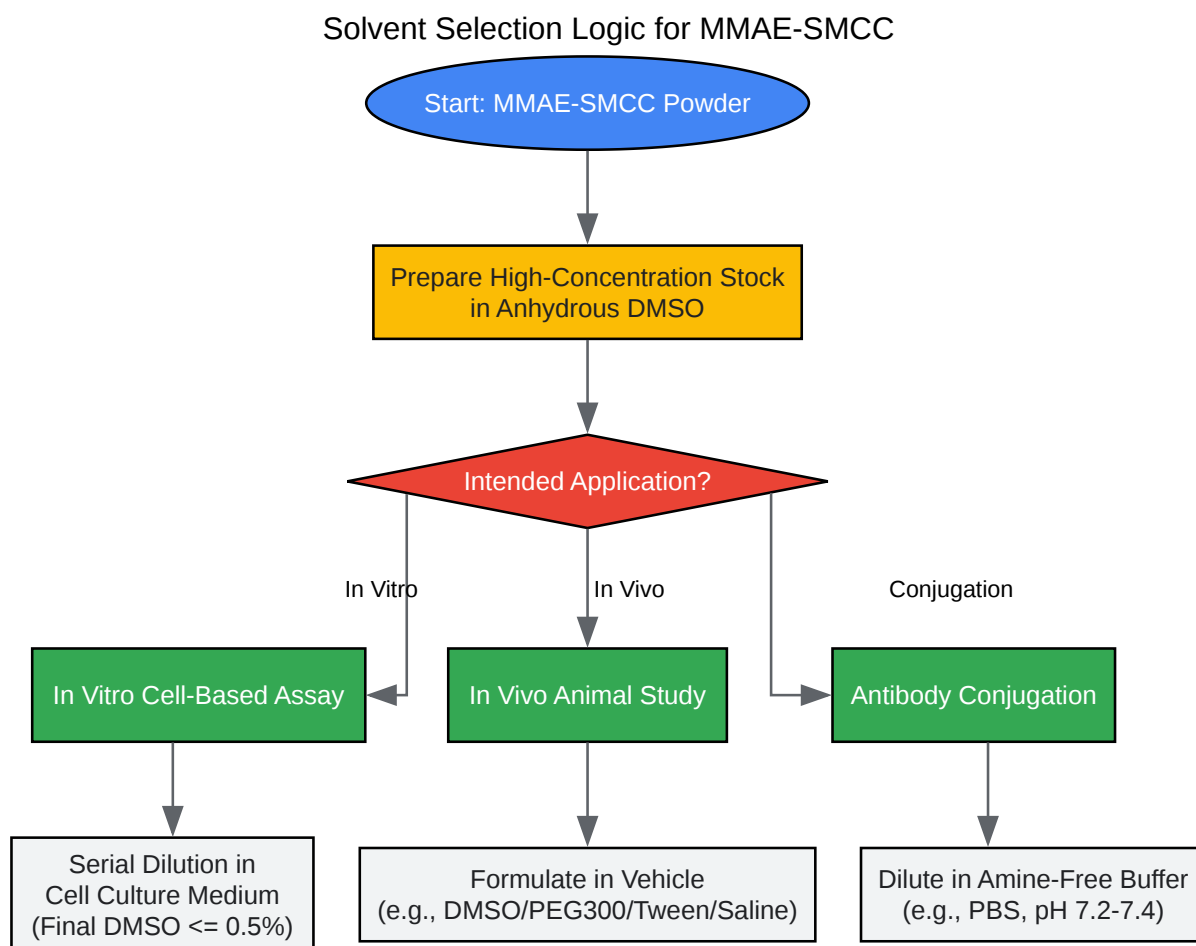 Solvent Selection Logic for MMAE-SMCC
Start: MMAE-SMCC Powder
Prepare High-Concentration Stock
in Anhydrous DMSO
Intended Application?
In Vitro
In Vivo
Conjugation
In Vitro Cell-Based Assay
In Vivo Animal Study
Antibody Conjugation
Serial Dilution in
Cell Culture Medium
(Final DMSO <= 0.5%)
Formulate in Vehicle
(e.g., DMSO/PEG300/Tween/Saline)
Dilute in Amine-Free Buffer
(e.g., PBS, pH 7.2-7.4)